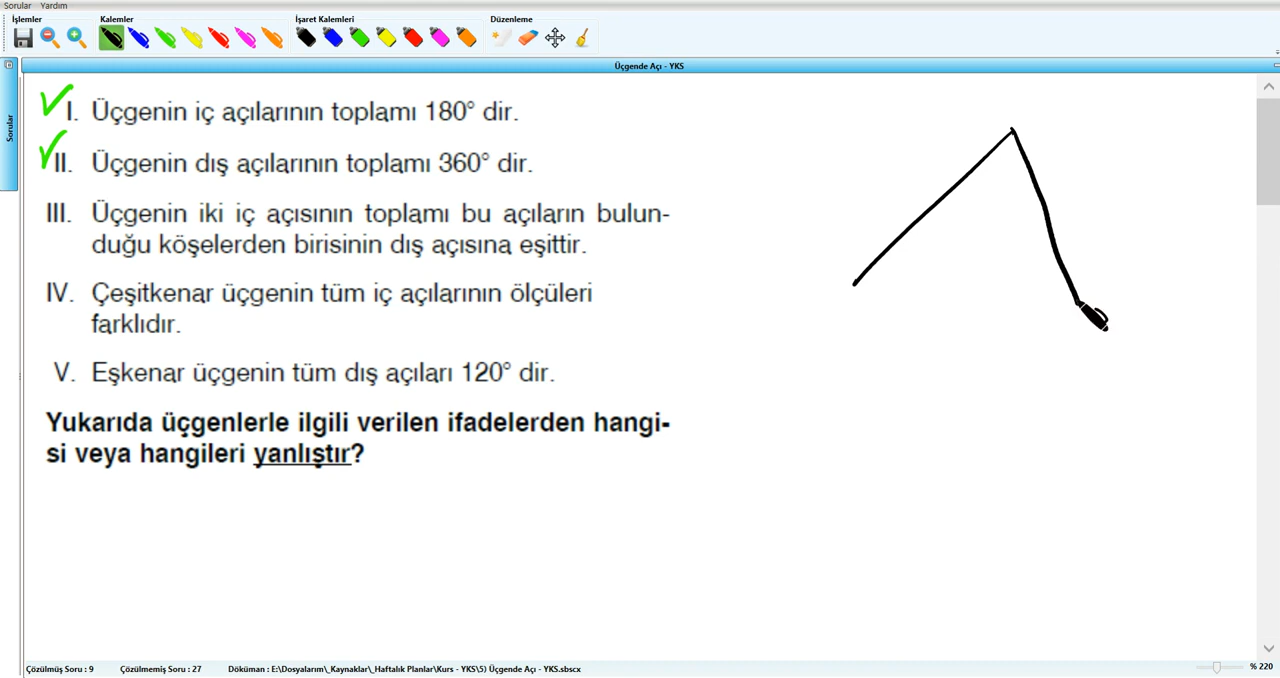 Sorular Yardım
İşlemler Kalemler İşaret Kalemleri Düzenleme
Üçgende Açı - YKS
Sorular
I. Üçgenin iç açılarının toplamı 180° dir.
II. Üçgenin dış açılarının toplamı 360° dir.
III. Üçgenin iki iç açısının toplamı bu açıların bulun-
duğu köşelerden birisinin dış açısına eşittir.
IV. Çeşitkenar üçgenin tüm iç açılarının ölçüleri
farklıdır.
V. Eşkenar üçgenin tüm dış açıları 120° dir.
Yukarıda üçgenlerle ilgili verilen ifadelerden hangi-
si veya hangileri yanlıştır?
Çözülmüş Soru : 9 Çözülmemiş Soru : 27 Döküman : E:\Dosyalarım\_Kaynaklar\_Haftalık Planlar\Kurs - YKS\5) Üçgende Açı - YKS.sbscx % 220